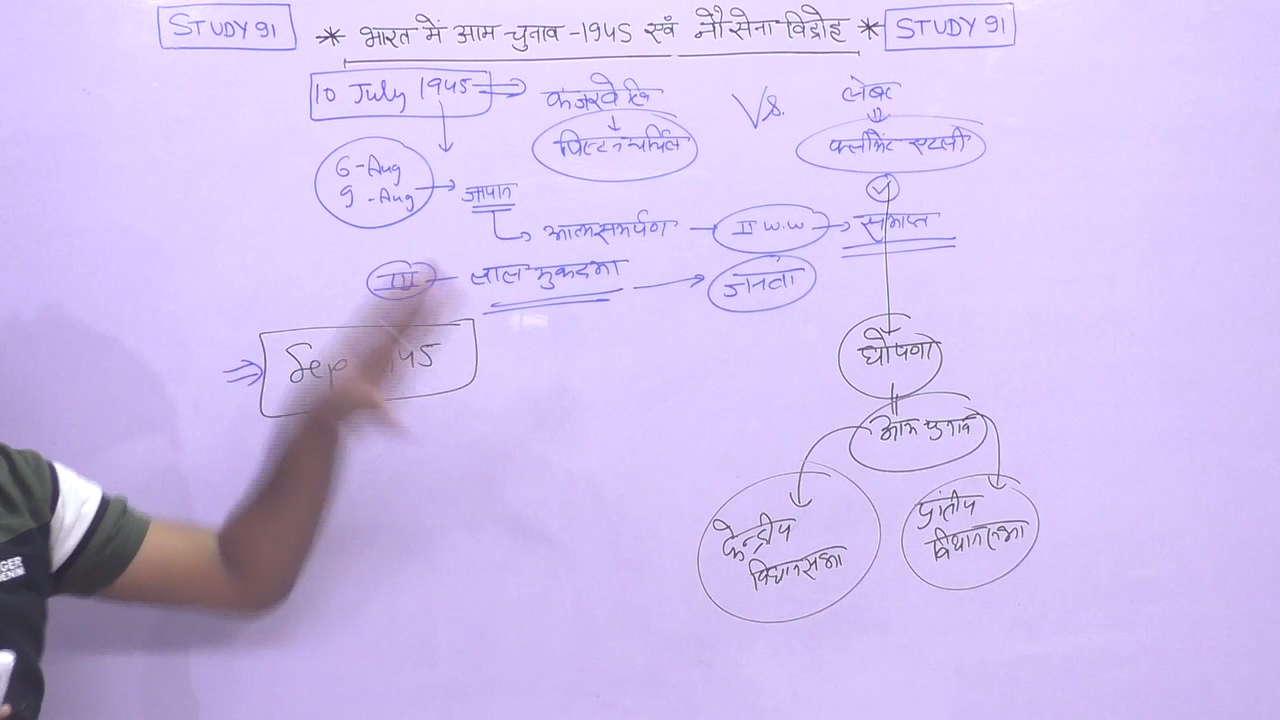 STUDY 91 * भारत में आम चुनाव -1945 एवं नौसेना विद्रोह * STUDY 91
10 July 1945 कंजरवेटिव Vs. लेबर
विंस्टन चर्चिल क्लीमेंट एटली
6-Aug
9-Aug जापान
आत्मसमर्पण II W.W समाप्त
III लाल मुकदमा जनता
घोषणा
आम चुनाव
केन्द्रीय विधानसभा
प्रांतीय विधानसभा